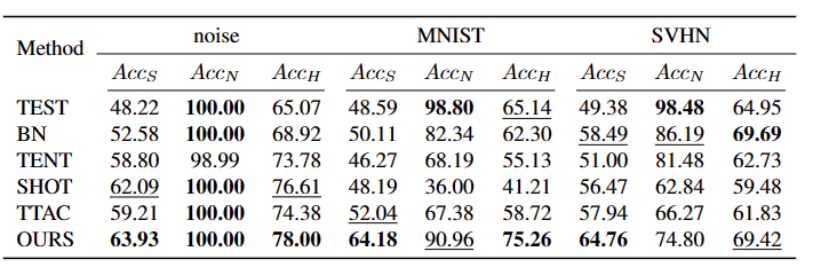 Method noise MNIST SVHN
Acc_S Acc_N Acc_H Acc_S Acc_N Acc_H Acc_S Acc_N Acc_H
TEST 48.22 100.00 65.07 48.59 98.80 65.14 49.38 98.48 64.95
BN 52.58 100.00 68.92 50.11 82.34 62.30 58.49 86.19 69.69
TENT 58.80 98.99 73.78 46.27 68.19 55.13 51.00 81.48 62.73
SHOT 62.09 100.00 76.61 48.19 36.00 41.21 56.47 62.84 59.48
TTAC 59.21 100.00 74.38 52.04 67.38 58.72 57.94 66.27 61.83
OURS 63.93 100.00 78.00 64.18 90.96 75.26 64.76 74.80 69.42